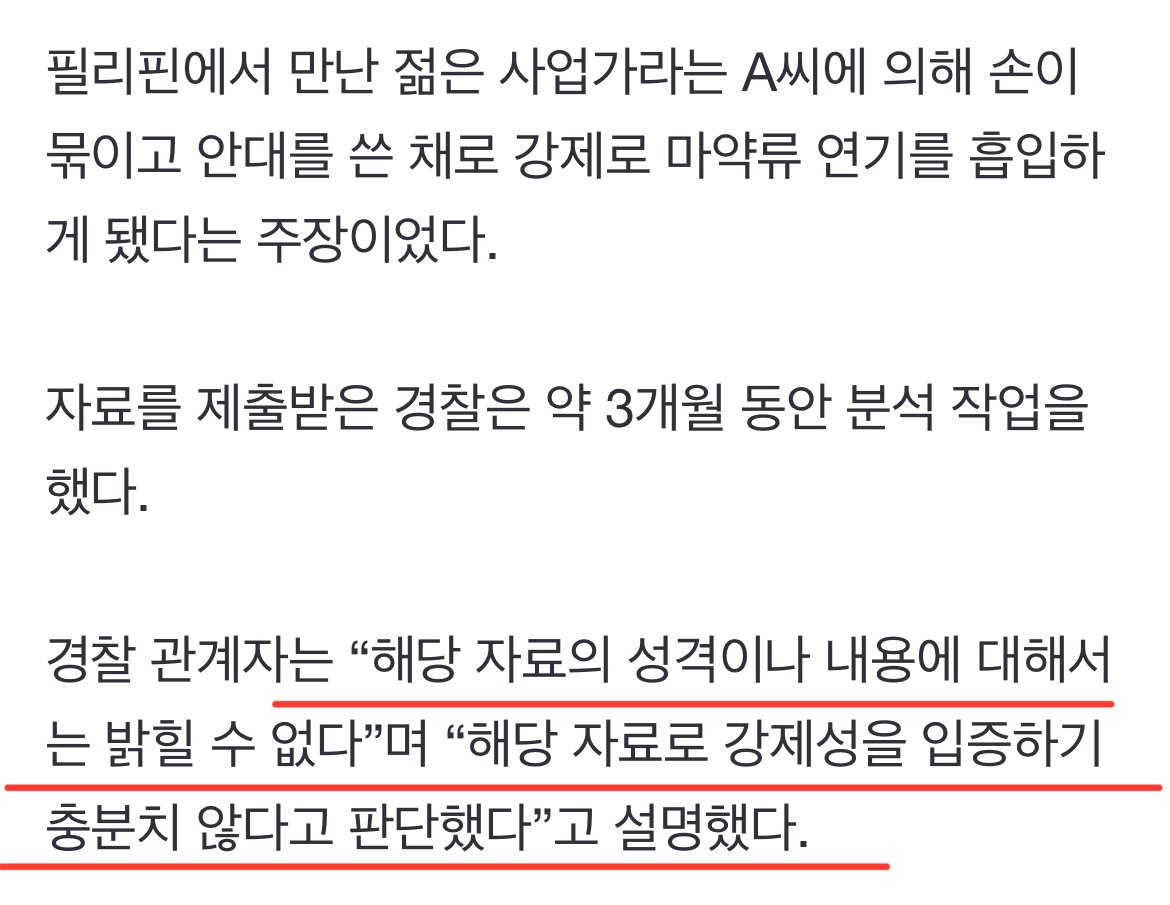 필리핀에서 만난 젊은 사업가라는 A씨에 의해 손이
묶이고 안대를 쓴 채로 강제로 마약류 연기를 흡입하
게 됐다는 주장이었다.
자료를 제출받은 경찰은 약 3개월 동안 분석 작업을
했다.
경찰 관계자는 “해당 자료의 성격이나 내용에 대해서
는 밝힐 수 없다”며 “해당 자료로 강제성을 입증하기
충분치 않다고 판단했다”고 설명했다.